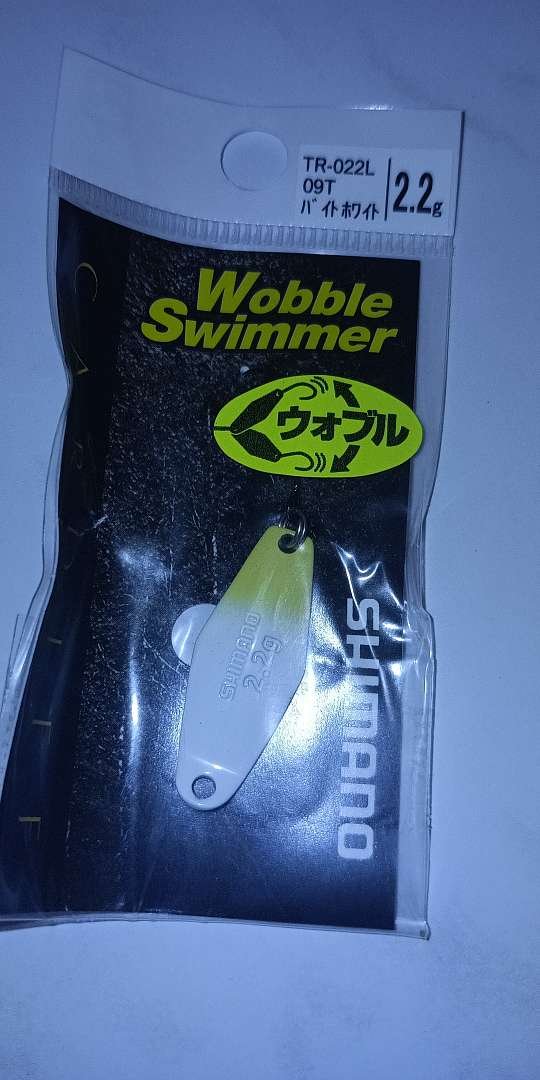 TR-022L
09T
バイトホワイト
2.2g
Wobble
Swimmer
ウォブル
SHIMANO
2.2g
SHIMANO